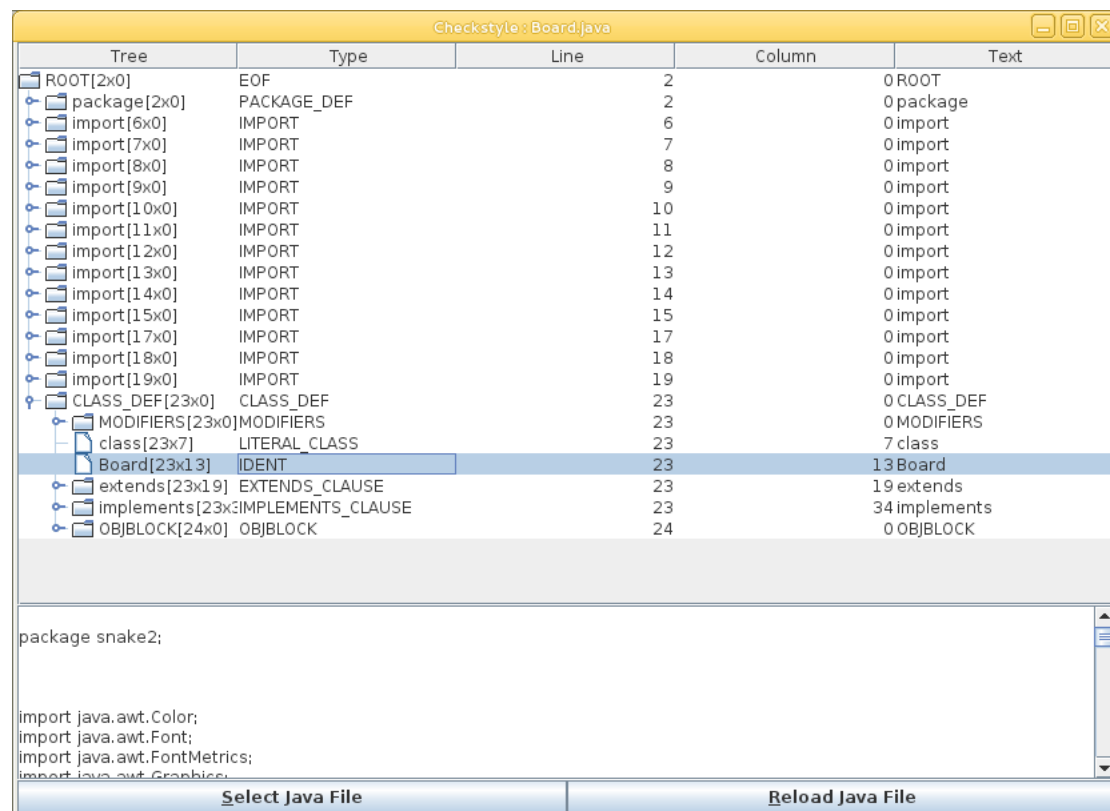 Checkstyle : Board.java
Tree Type Line Column Text
ROOT[2x0] EOF 2 0 ROOT
package[2x0] PACKAGE_DEF 2 0 package
import[6x0] IMPORT 6 0 import
import[7x0] IMPORT 7 0 import
import[8x0] IMPORT 8 0 import
import[9x0] IMPORT 9 0 import
import[10x0] IMPORT 10 0 import
import[11x0] IMPORT 11 0 import
import[12x0] IMPORT 12 0 import
import[13x0] IMPORT 13 0 import
import[14x0] IMPORT 14 0 import
import[15x0] IMPORT 15 0 import
import[17x0] IMPORT 17 0 import
import[18x0] IMPORT 18 0 import
import[19x0] IMPORT 19 0 import
CLASS_DEF[23x0] CLASS_DEF 23 0 CLASS_DEF
MODIFIERS[23x0] MODIFIERS 23 0 MODIFIERS
class[23x7] LITERAL_CLASS 23 7 class
Board[23x13] IDENT 23 13 Board
extends[23x19] EXTENDS_CLAUSE 23 19 extends
implements[23x3 IMPLEMENTS_CLAUSE 23 34 implements
OBJBLOCK[24x0] OBJBLOCK 24 0 OBJBLOCK
package snake2;
import java.awt.Color;
import java.awt.Font;
import java.awt.FontMetrics;
import java.awt.Graphics;
Select Java File Reload Java File